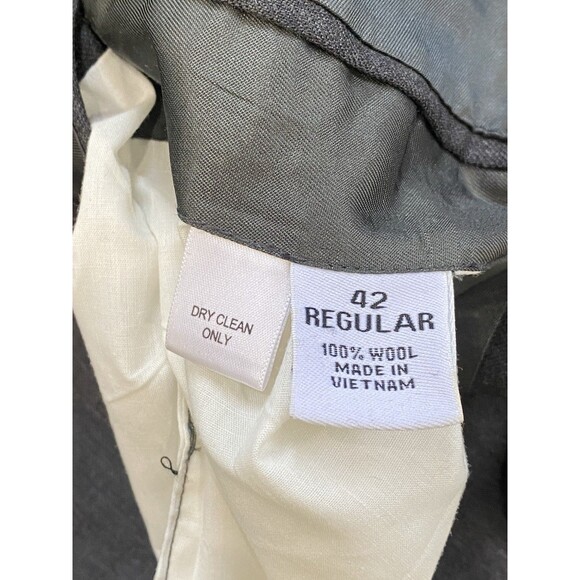 DRY CLEAN
ONLY
42
REGULAR
100% WOOL
MADE IN
VIETNAM